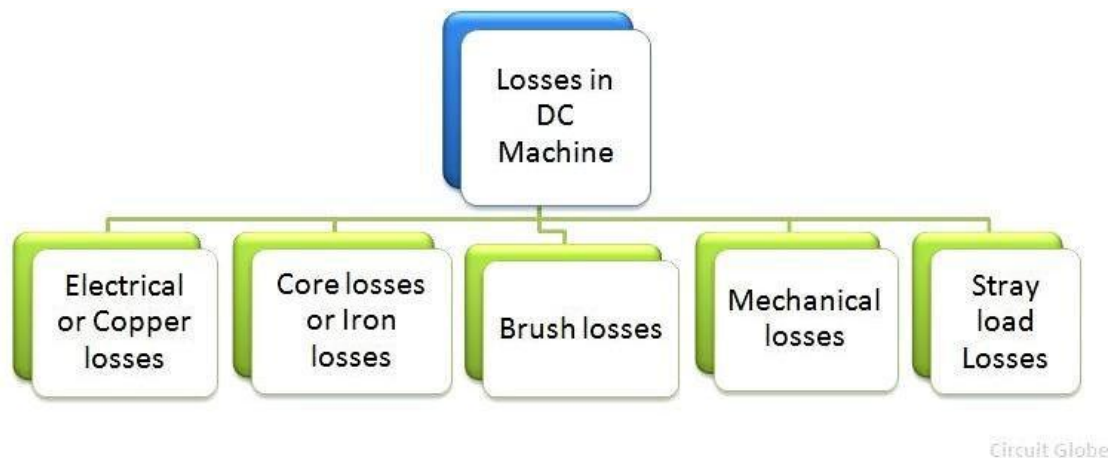 Losses in
DC
Machine
Electrical
or Copper
losses
Core losses
or Iron
losses
Brush losses
Mechanical
losses
Stray
load
Losses
Circuit Globe